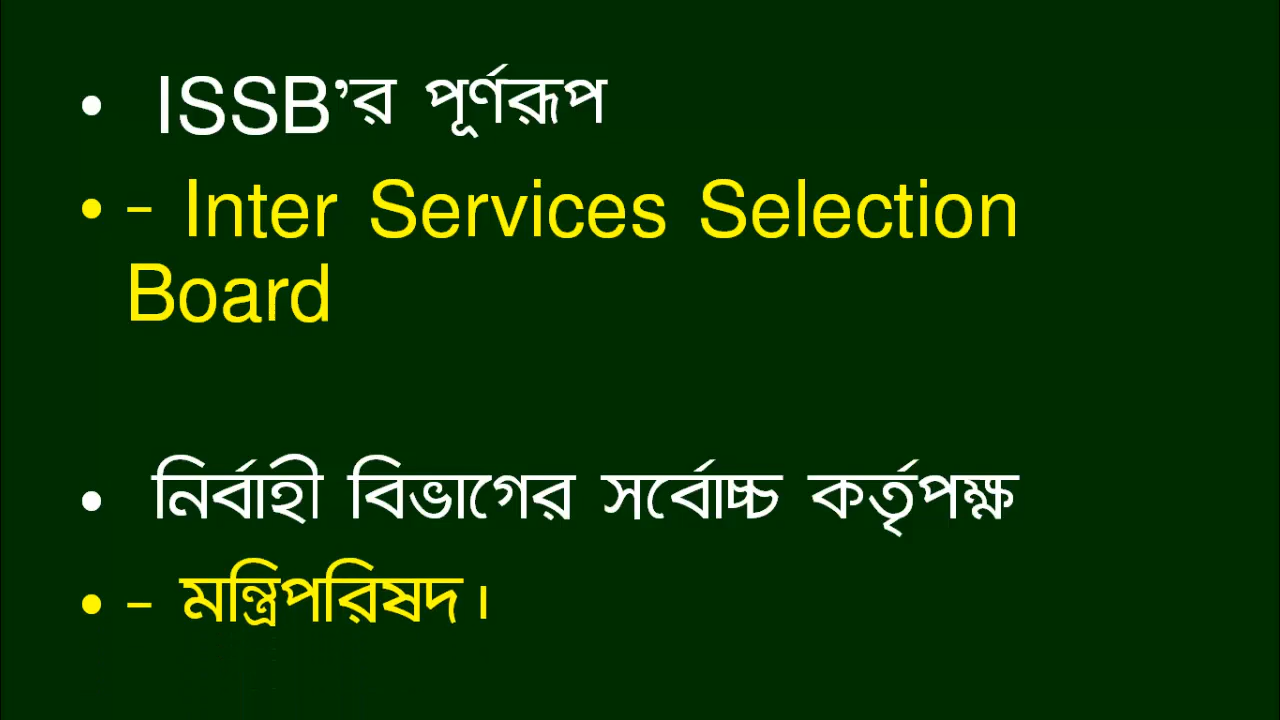 • ISSB’র পূর্ণরূপ
• - Inter Services Selection
Board
• নির্বাহী বিভাগের সর্বোচ্চ কর্তৃপক্ষ
• - মন্ত্রিপরিষদ।